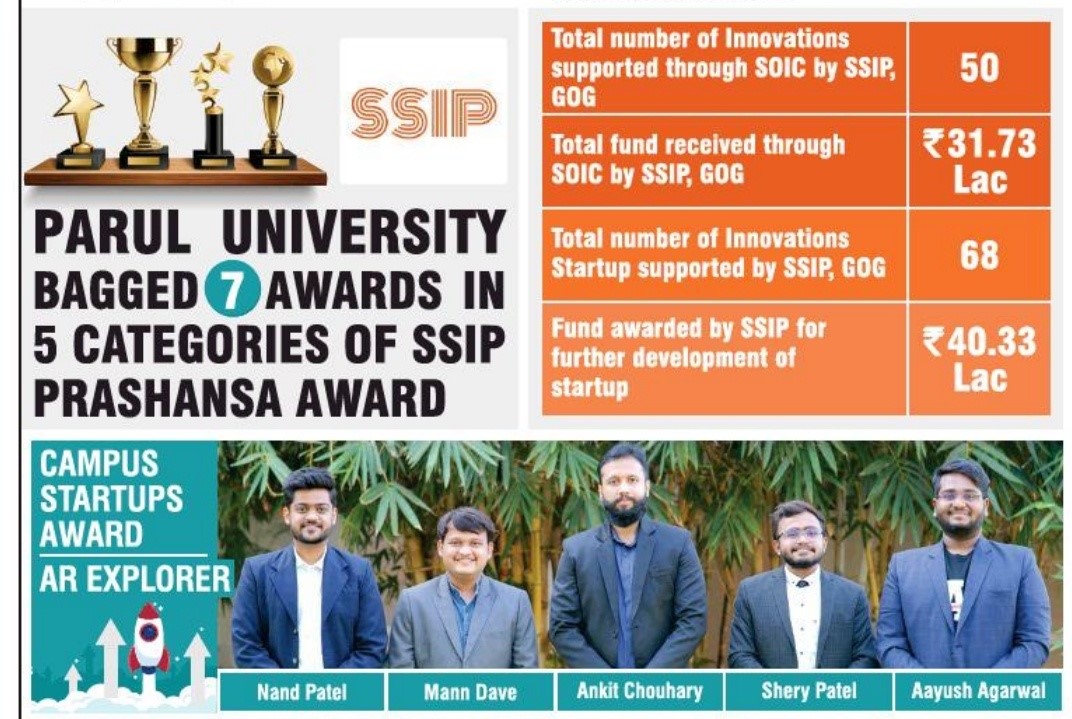 SSIP
PARUL UNIVERSITY
BAGGED 7 AWARDS IN
5 CATEGORIES OF SSIP
PRASHANSA AWARD
Total number of Innovations
supported through SOIC by SSIP,
GOG
50
Total fund received through
SOIC by SSIP, GOG
₹31.73
Lac
Total number of Innovations
Startup supported by SSIP, GOG
68
Fund awarded by SSIP for
further development of
startup
₹40.33
Lac
CAMPUS
STARTUPS
AWARD
AR EXPLORER
Nand Patel
Mann Dave
Ankit Chouhary
Shery Patel
Aayush Agarwal